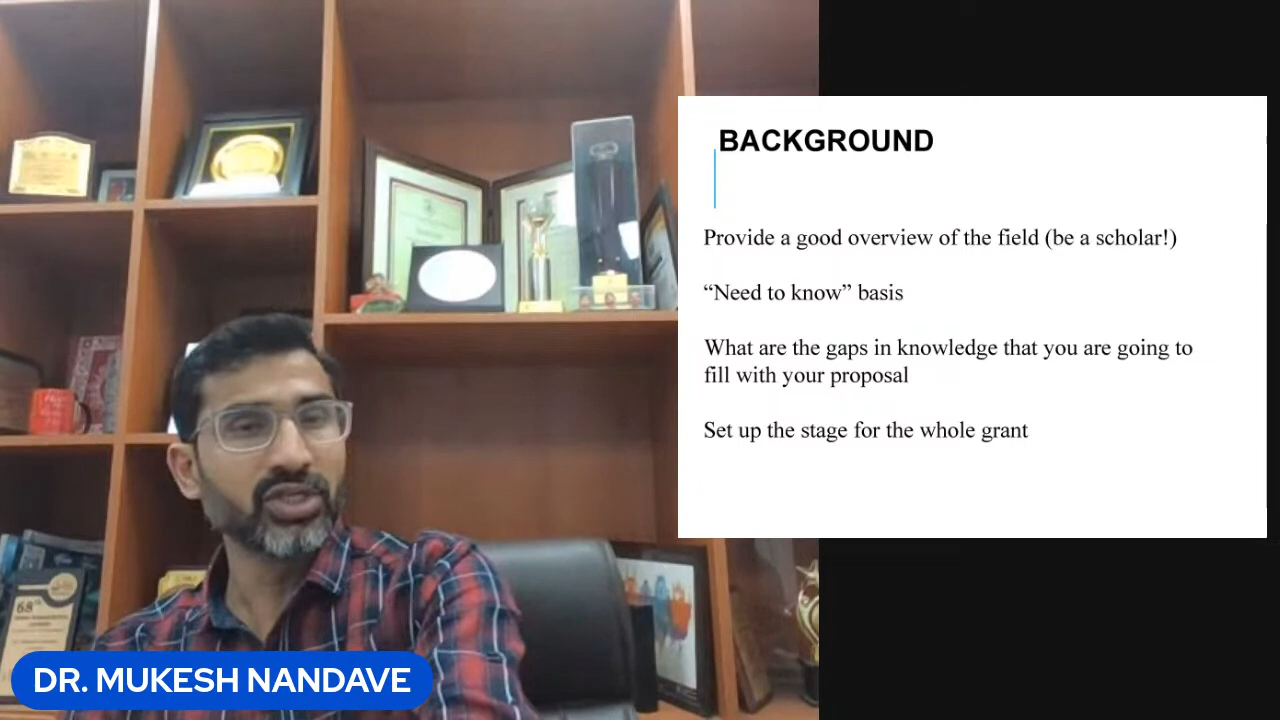 BACKGROUND
Provide a good overview of the field (be a scholar!)
“Need to know” basis
What are the gaps in knowledge that you are going to
fill with your proposal
Set up the stage for the whole grant
68th
DR. MUKESH NANDAVE